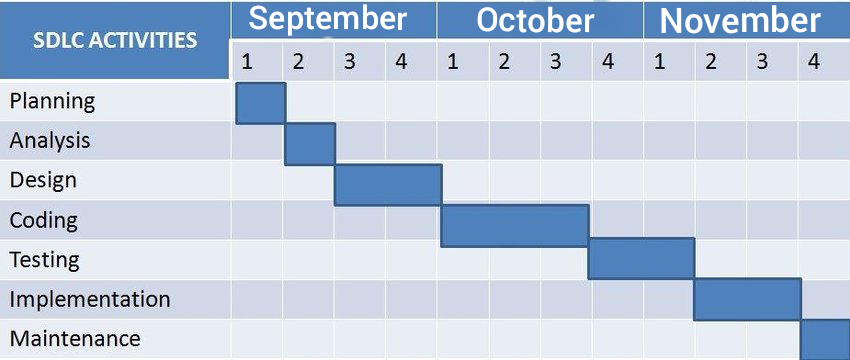 September October November
SDLC ACTIVITIES
1 2 3 4 1 2 3 4 1 2 3 4
Planning
Analysis
Design
Coding
Testing
Implementation
Maintenance